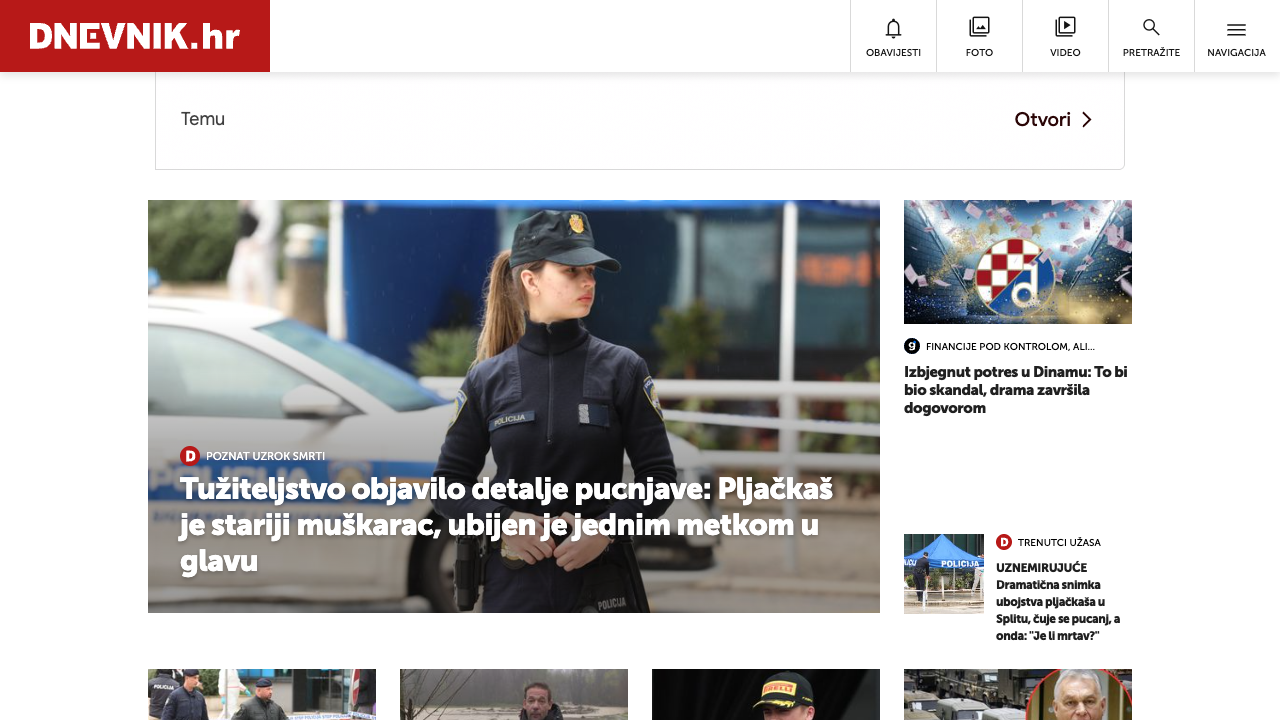 DNEVNIK.hr
OBAVIJESTI
FOTO
VIDEO
PRETRAŽITE
NAVIGACIJA
Temu
Otvori
POLICIJA
POZNAT UZROK SMRTI
Tužiteljstvo objavilo detalje pucnjave: Pljačkaš
je stariji muškarac, ubijen je jednim metkom u
glavu
POLICIJA
FINANCIJE POD KONTROLOM, ALI...
Izbjegnut potres u Dinamu: To bi
bio skandal, drama završila
dogovorom
POLICIJA
TRENUTCI UŽASA
UZNEMIRUJUĆE
Dramatična snimka
ubojstva pljačkaša u
Splitu, čuje se pucanj, a
onda: "Je li mrtav?"
PIRELLI